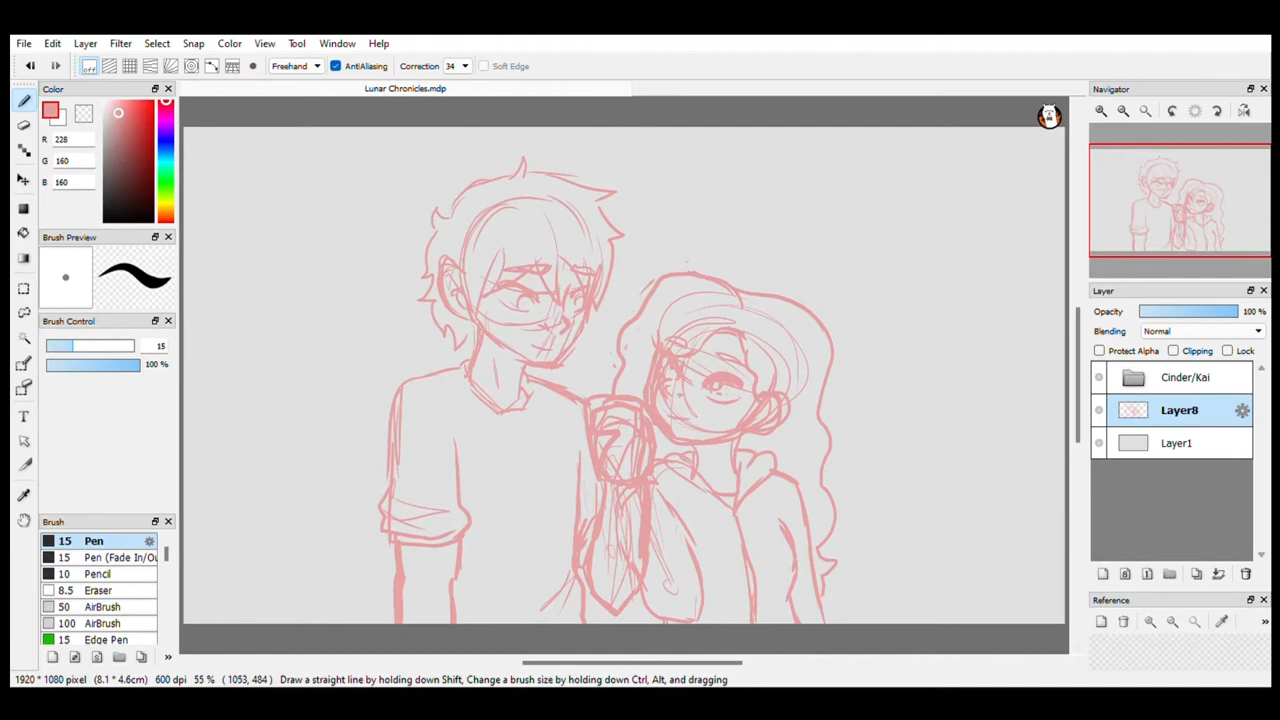 File Edit Layer Filter Select Snap Color View Tool Window Help
off Freehand AntiAliasing Correction 34 Soft Edge
Color
Lunar Chronicles.mdp
Navigator
R 228
G 160
B 160
Brush Preview
Layer
Opacity 100 %
Brush Control
Blending Normal
15
Protect Alpha Clipping Lock
100 %
Cinder/Kai
Layer8
Layer1
Brush
15 Pen
15 Pen (Fade In/Ou
10 Pencil
8.5 Eraser
50 AirBrush
100 AirBrush
15 Edge Pen
Reference
1920 * 1080 pixel (8.1 * 4.6cm) 600 dpi 55 % ( 1053, 484 ) Draw a straight line by holding down Shift, Change a brush size by holding down Ctrl, Alt, and dragging